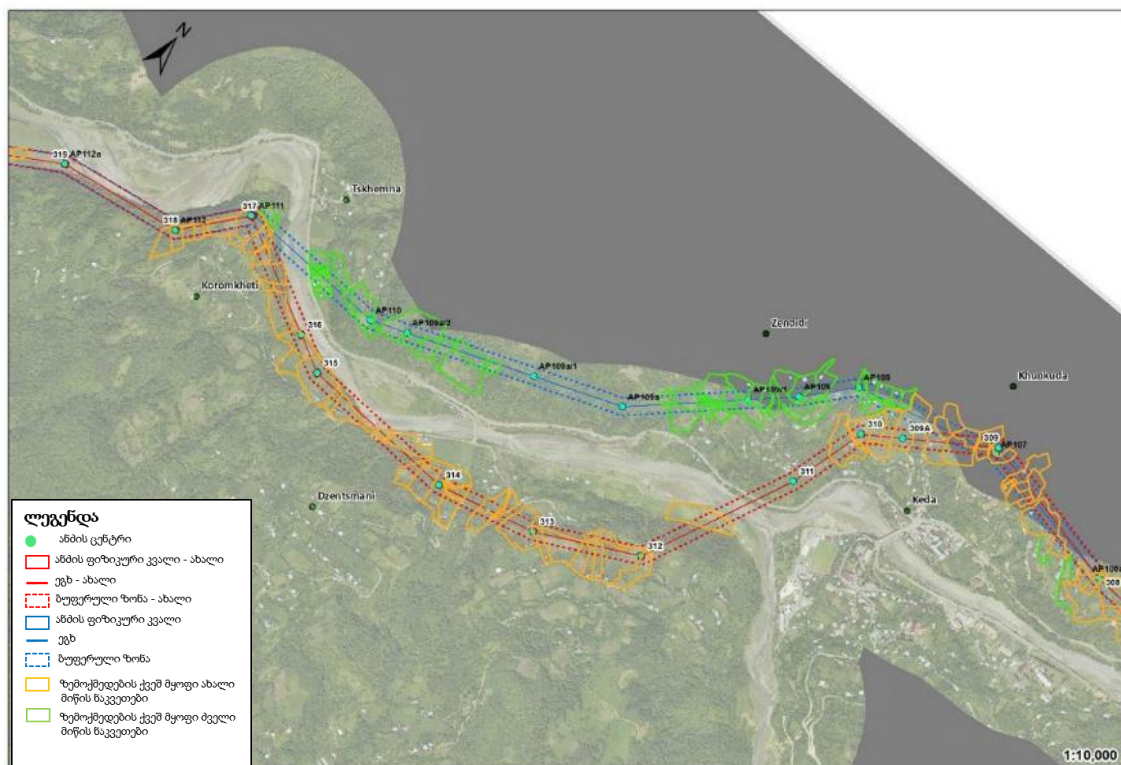 N
319 AP112a
Tskhemna
317 AP111
318 AP112
Koromkheti
AP110
AP109a/2
316
Zendidi
315
AP109a/1
Khunkuda
AP108
AP109
AP109/1
AP109a
310
309A
309
AP107
311
314
Dzentsmani
Keda
313
312
308
ლეგენდა
ანძის ცენტრი
ანძის ფიზიკური კვალი - ახალი
ეგხ - ახალი
ბუფერული ზონა - ახალი
ანძის ფიზიკური კვალი
ეგხ
ბუფერული ზონა
ზემოქმედების ქვეშ მყოფი ახალი
მიწის ნაკვეთები
ზემოქმედების ქვეშ მყოფი ძველი
მიწის ნაკვეთები
1:10,000